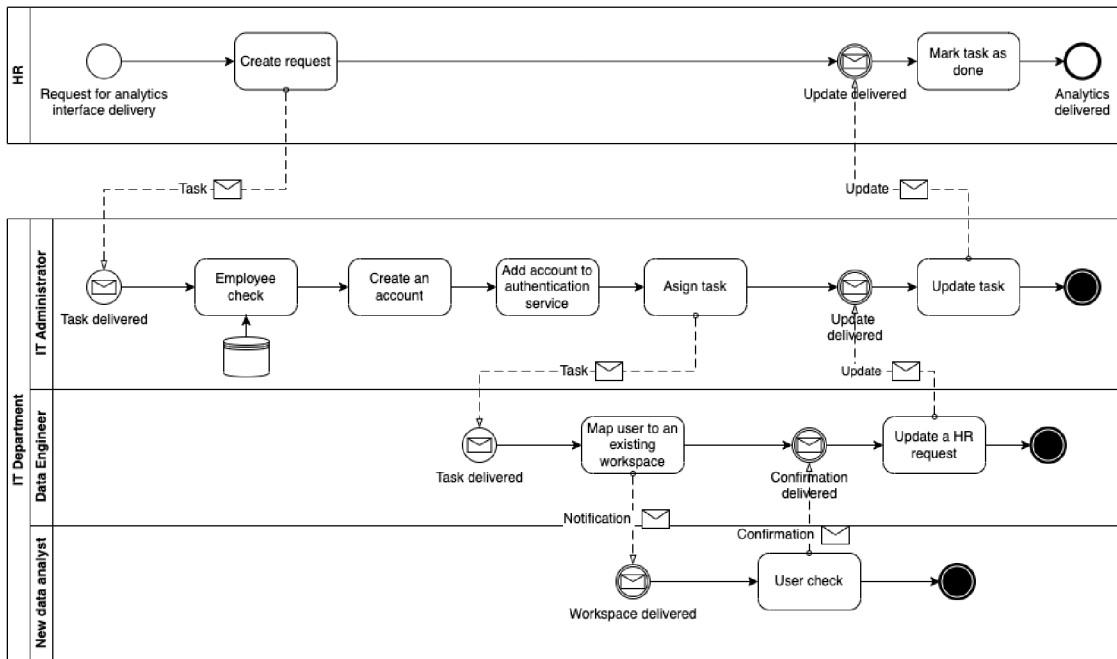 HR
Request for analytics
interface delivery
Create request
Update delivered
Mark task as
done
Analytics
delivered
Task
Update
IT Department
IT Administrator
Task delivered
Employee
check
Create an
account
Add account to
authentication
service
Asign task
Update
delivered
Update task
Task
Update
Data Engineer
Task delivered
Map user to an
existing
workspace
Confirmation
delivered
Update a HR
request
Notification
Confirmation
New data analyst
Workspace delivered
User check